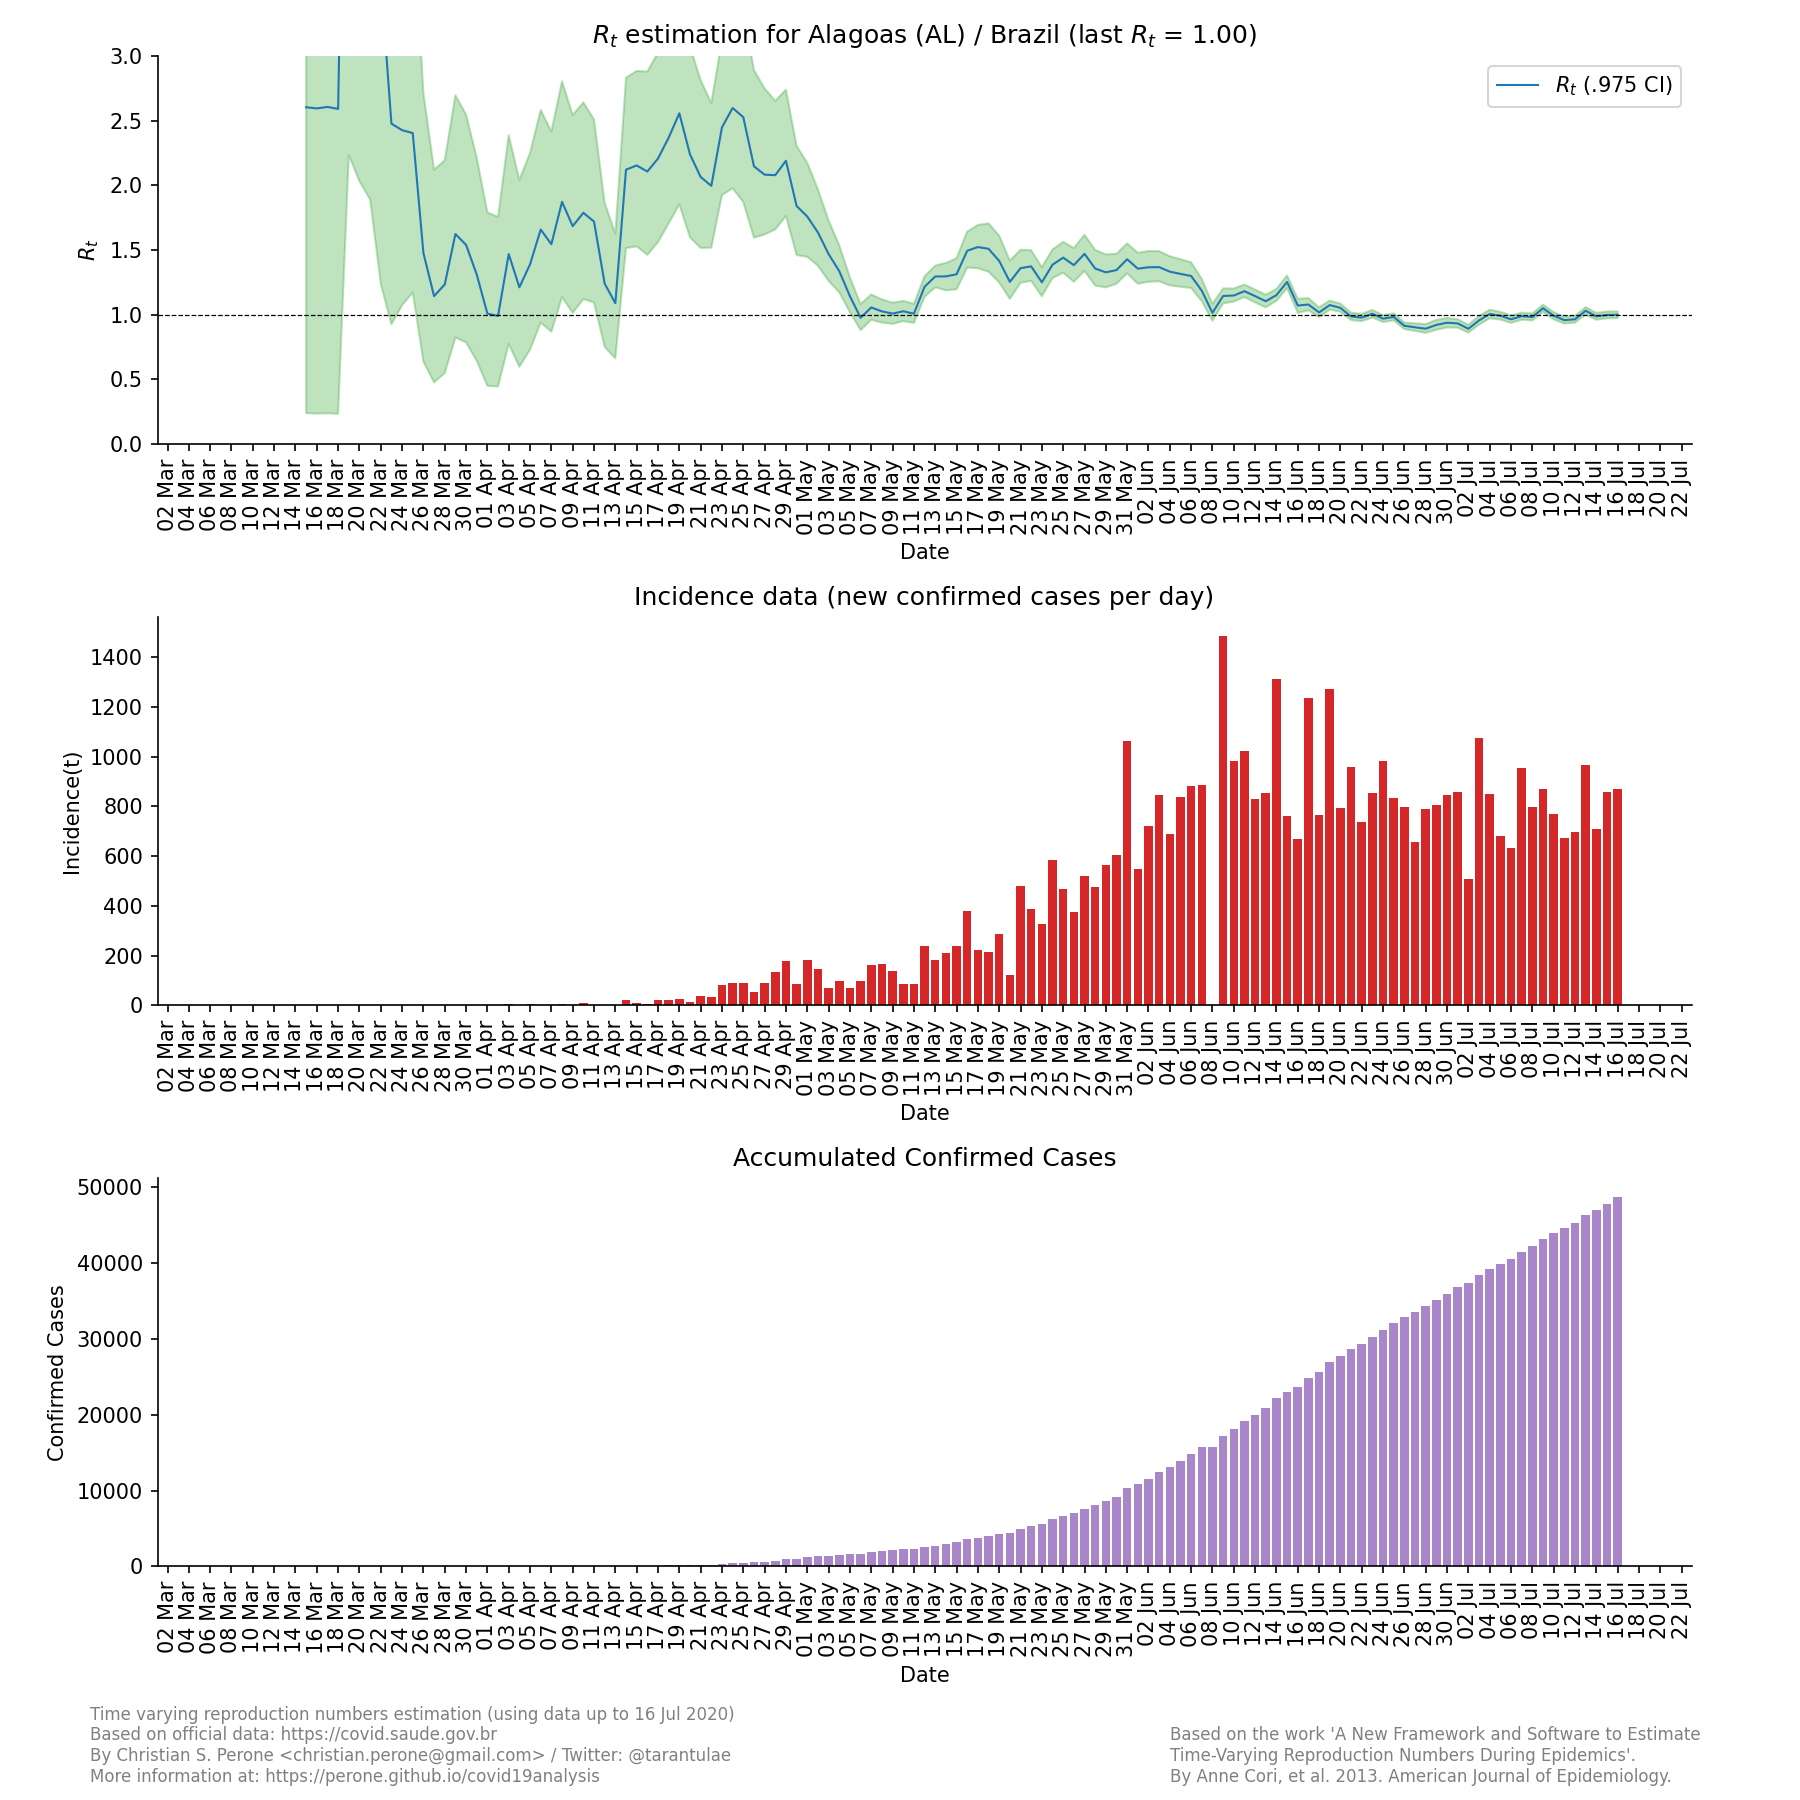 Rt estimation for Alagoas (AL) / Brazil (last Rt = 1.00)
3.0
2.5
2.0
1.5
1.0
0.5
0.0
Rt
Rt (.975 CI)
02 Mar 04 Mar 06 Mar 08 Mar 10 Mar 12 Mar 14 Mar 16 Mar 18 Mar 20 Mar 22 Mar 24 Mar 26 Mar 28 Mar 30 Mar 01 Apr 03 Apr 05 Apr 07 Apr 09 Apr 11 Apr 13 Apr 15 Apr 17 Apr 19 Apr 21 Apr 23 Apr 25 Apr 27 Apr 29 Apr 01 May 03 May 05 May 07 May 09 May 11 May 13 May 15 May 17 May 19 May 21 May 23 May 25 May 27 May 29 May 31 May 02 Jun 04 Jun 06 Jun 08 Jun 10 Jun 12 Jun 14 Jun 16 Jun 18 Jun 20 Jun 22 Jun 24 Jun 26 Jun 28 Jun 30 Jun 02 Jul 04 Jul 06 Jul 08 Jul 10 Jul 12 Jul 14 Jul 16 Jul 18 Jul 20 Jul 22 Jul
Date
Incidence data (new confirmed cases per day)
1400
1200
1000
800
600
400
200
0
Incidence(t)
02 Mar 04 Mar 06 Mar 08 Mar 10 Mar 12 Mar 14 Mar 16 Mar 18 Mar 20 Mar 22 Mar 24 Mar 26 Mar 28 Mar 30 Mar 01 Apr 03 Apr 05 Apr 07 Apr 09 Apr 11 Apr 13 Apr 15 Apr 17 Apr 19 Apr 21 Apr 23 Apr 25 Apr 27 Apr 29 Apr 01 May 03 May 05 May 07 May 09 May 11 May 13 May 15 May 17 May 19 May 21 May 23 May 25 May 27 May 29 May 31 May 02 Jun 04 Jun 06 Jun 08 Jun 10 Jun 12 Jun 14 Jun 16 Jun 18 Jun 20 Jun 22 Jun 24 Jun 26 Jun 28 Jun 30 Jun 02 Jul 04 Jul 06 Jul 08 Jul 10 Jul 12 Jul 14 Jul 16 Jul 18 Jul 20 Jul 22 Jul
Date
Accumulated Confirmed Cases
50000
40000
30000
20000
10000
0
Confirmed Cases
02 Mar 04 Mar 06 Mar 08 Mar 10 Mar 12 Mar 14 Mar 16 Mar 18 Mar 20 Mar 22 Mar 24 Mar 26 Mar 28 Mar 30 Mar 01 Apr 03 Apr 05 Apr 07 Apr 09 Apr 11 Apr 13 Apr 15 Apr 17 Apr 19 Apr 21 Apr 23 Apr 25 Apr 27 Apr 29 Apr 01 May 03 May 05 May 07 May 09 May 11 May 13 May 15 May 17 May 19 May 21 May 23 May 25 May 27 May 29 May 31 May 02 Jun 04 Jun 06 Jun 08 Jun 10 Jun 12 Jun 14 Jun 16 Jun 18 Jun 20 Jun 22 Jun 24 Jun 26 Jun 28 Jun 30 Jun 02 Jul 04 Jul 06 Jul 08 Jul 10 Jul 12 Jul 14 Jul 16 Jul 18 Jul 20 Jul 22 Jul
Date
Time varying reproduction numbers estimation (using data up to 16 Jul 2020)
Based on official data: https://covid.saude.gov.br
By Christian S. Perone <christian.perone@gmail.com> / Twitter: @tarantulae
More information at: https://perone.github.io/covid19analysis
Based on the work 'A New Framework and Software to Estimate
Time-Varying Reproduction Numbers During Epidemics'.
By Anne Cori, et al. 2013. American Journal of Epidemiology.